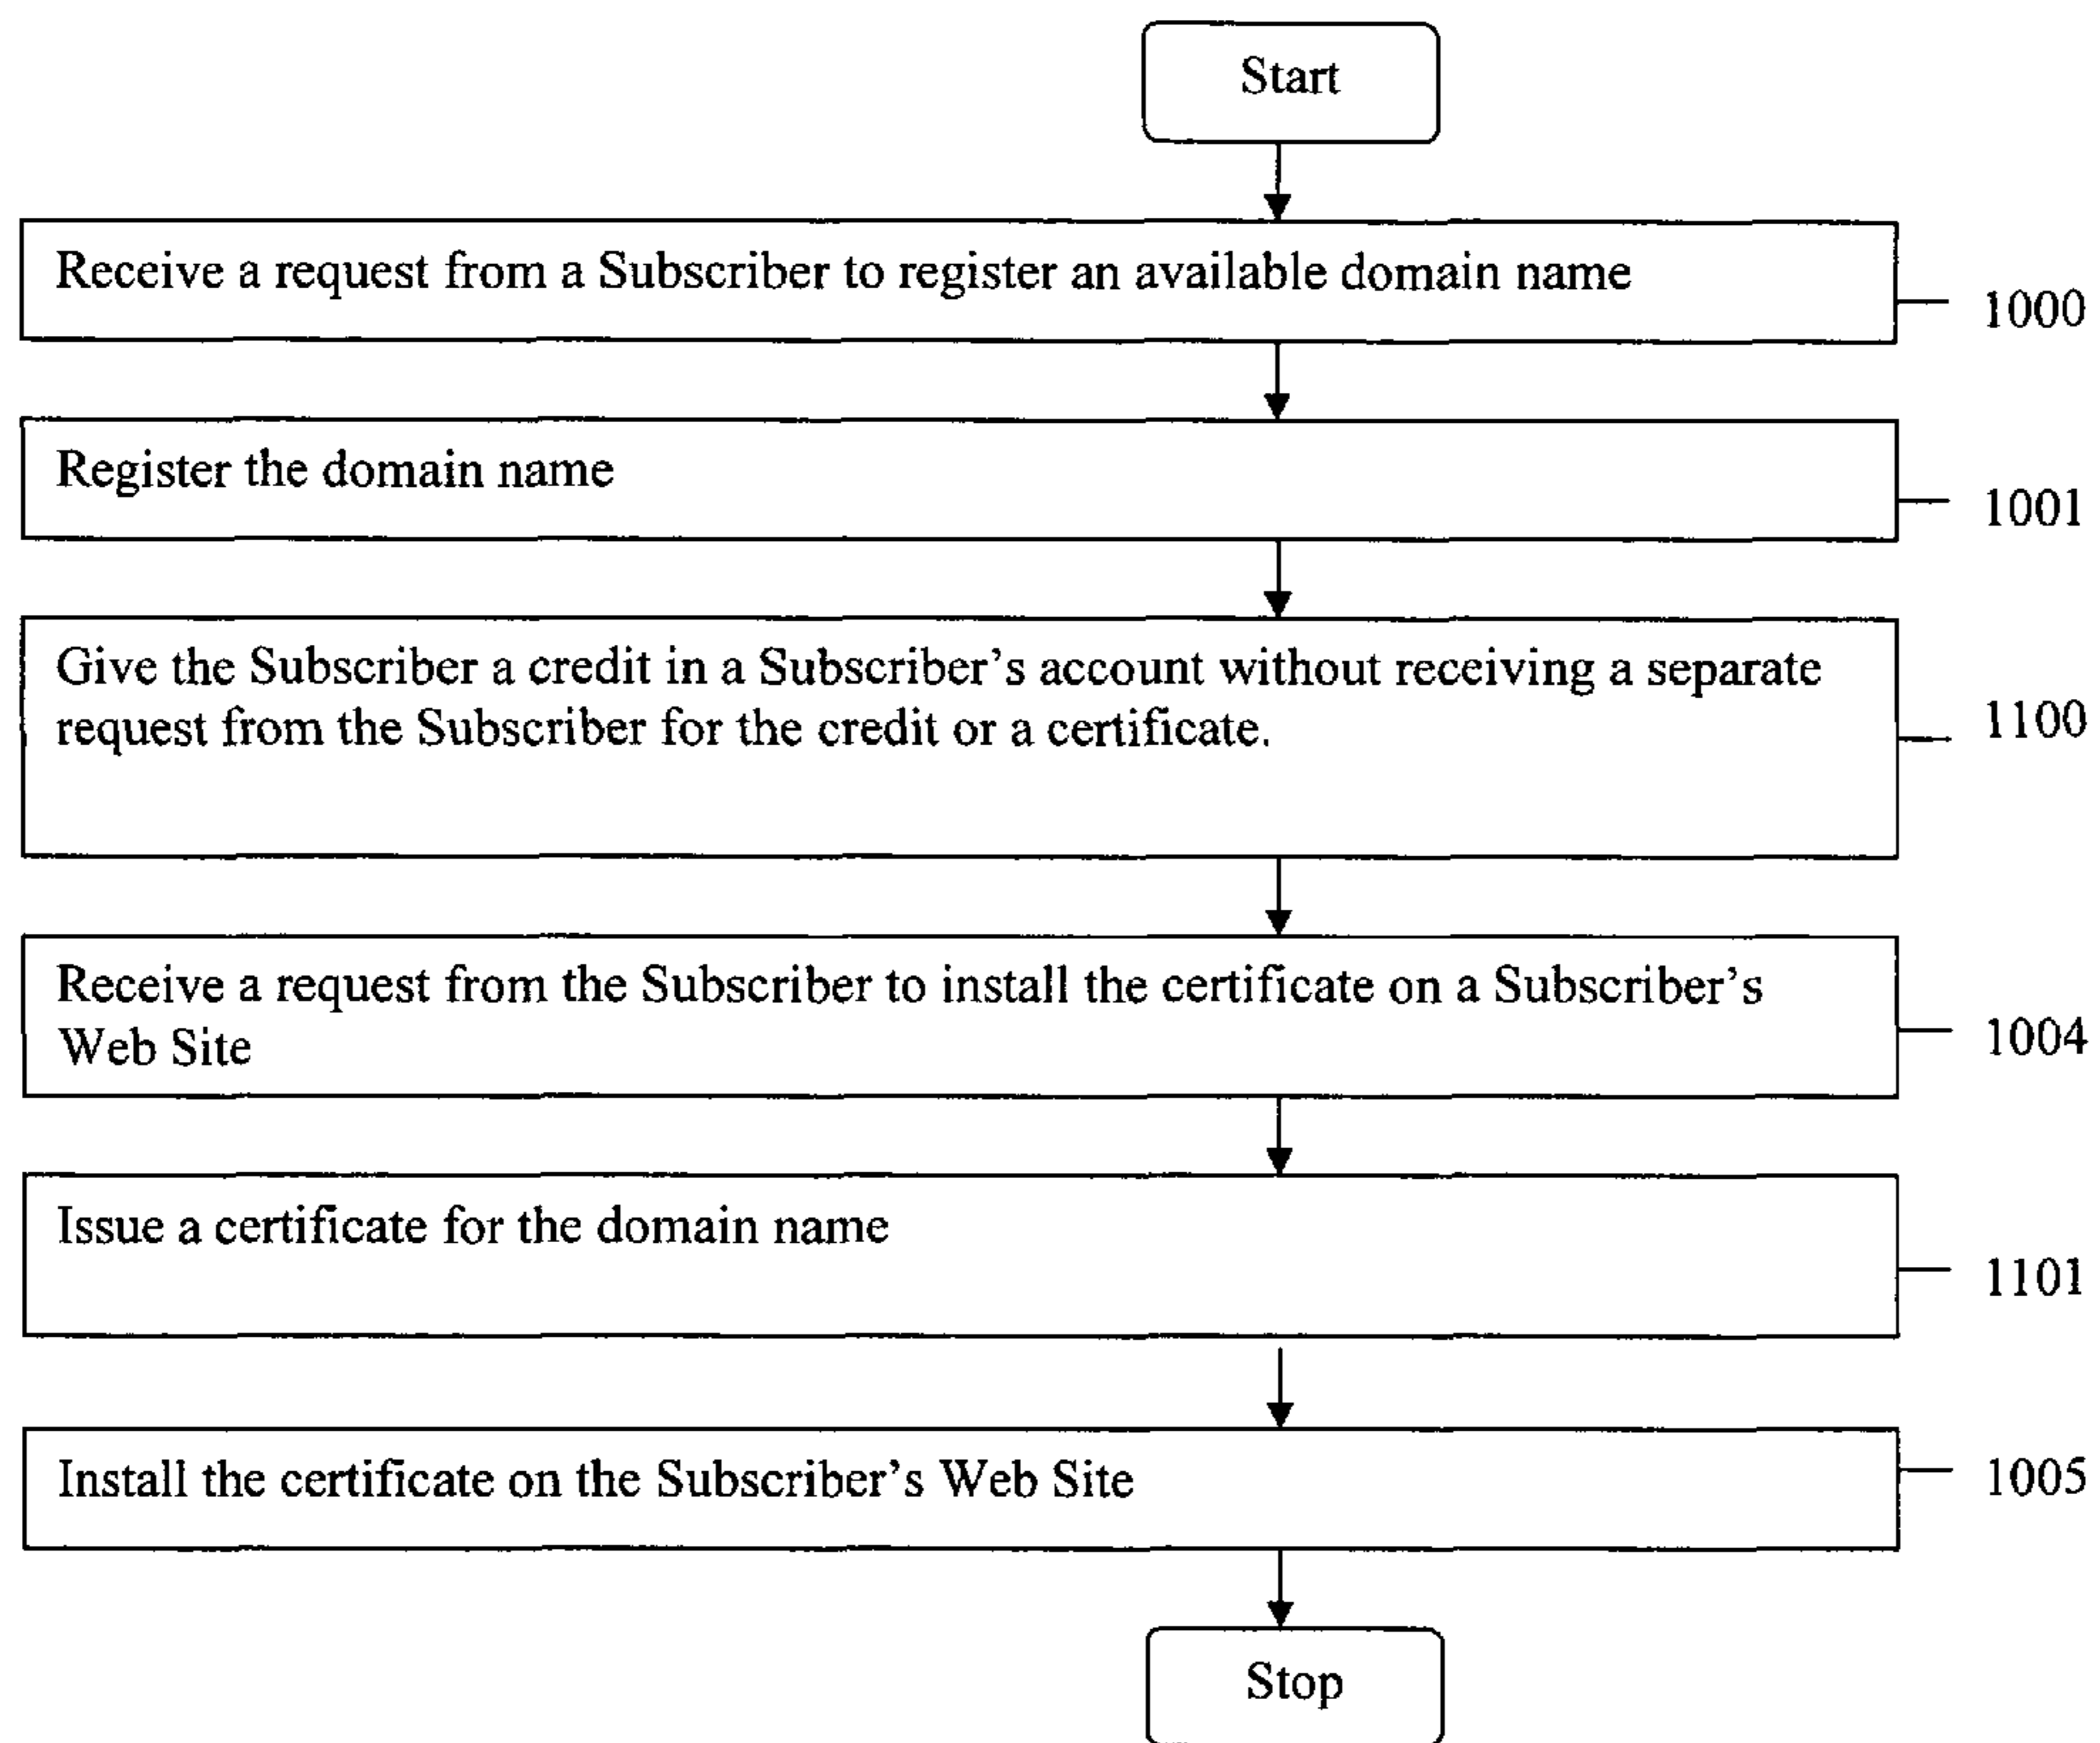 Start
Receive a request from a Subscriber to register an available domain name
1000
Register the domain name
1001
Give the Subscriber a credit in a Subscriber's account without receiving a separate
request from the Subscriber for the credit or a certificate.
1100
Receive a request from the Subscriber to install the certificate on a Subscriber's
Web Site
1004
Issue a certificate for the domain name
1101
Install the certificate on the Subscriber's Web Site
1005
Stop